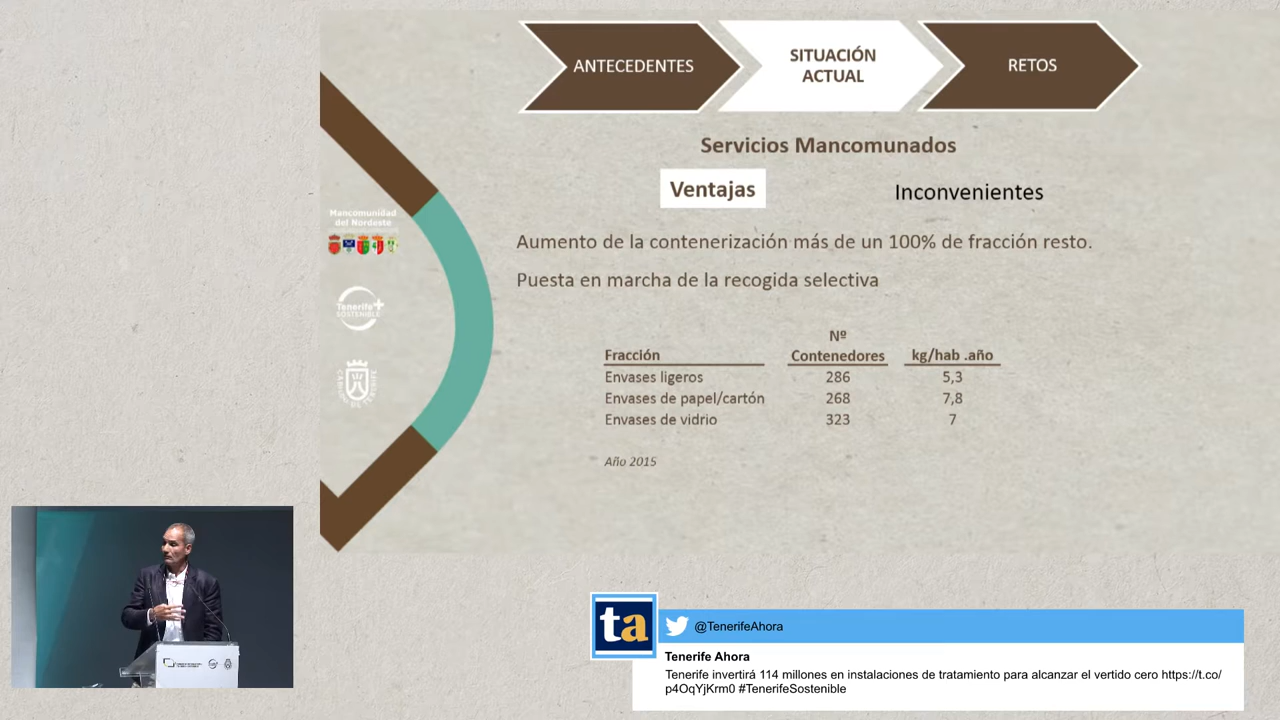 ANTECEDENTES
SITUACIÓN
ACTUAL
RETOS
Servicios Mancomunados
Ventajas
Inconvenientes
Mancomunidad
del Nordeste
Aumento de la contenerización más de un 100% de fracción resto.
Puesta en marcha de la recogida selectiva
Tenerife+
SOSTENIBLE
CABILDO DE TENERIFE
Fracción Nº Contenedores kg/hab .año
Envases ligeros 286 5,3
Envases de papel/cartón 268 7,8
Envases de vidrio 323 7
Año 2015
ta
@TenerifeAhora
Tenerife Ahora
Tenerife invertirá 114 millones en instalaciones de tratamiento para alcanzar el vertido cero https://t.co/
p4OqYjKrm0 #TenerifeSostenible